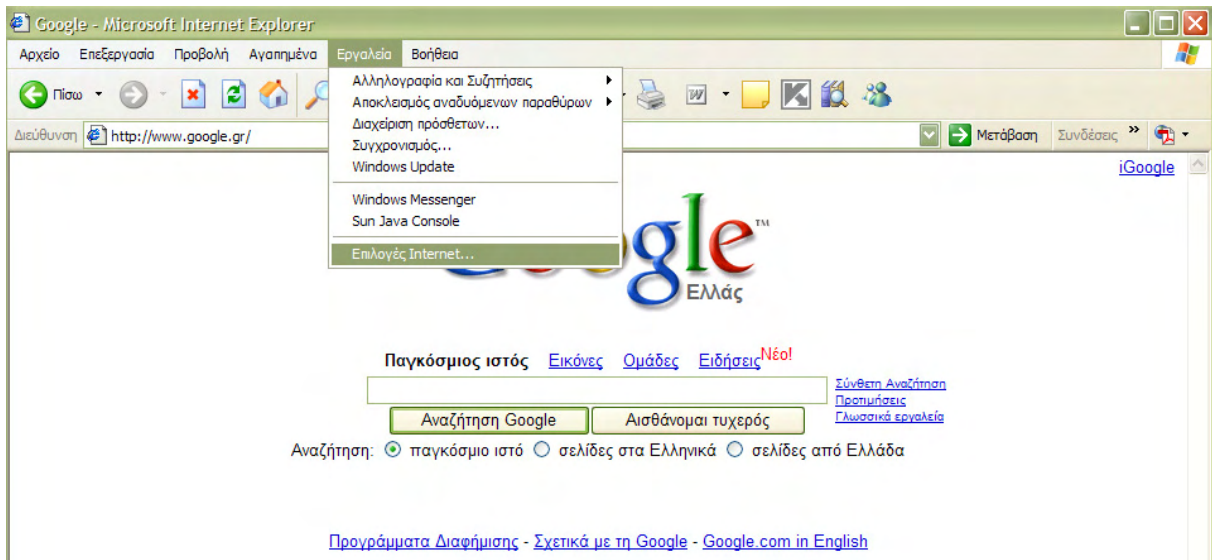 Google - Microsoft Internet Explorer
Αρχείο Επεξεργασία Προβολή Αγαπημένα Εργαλεία Βοήθεια
Πίσω
Αλληλογραφία και Συζητήσεις
Αποκλεισμός αναδυόμενων παραθύρων
Διαχείριση πρόσθετων...
Συγχρονισμός...
Windows Update
Windows Messenger
Sun Java Console
Επιλογές Internet...
Διεύθυνση http://www.google.gr/ Μετάβαση Συνδέσεις »
iGoogle
gle™
Ελλάς
Παγκόσμιος ιστός Εικόνες Ομάδες Ειδήσεις Νέο!
Σύνθετη Αναζήτηση
Προτιμήσεις
Γλωσσικά εργαλεία
Αναζήτηση Google Αισθάνομαι τυχερός
Αναζήτηση: παγκόσμιο ιστό σελίδες στα Ελληνικά σελίδες από Ελλάδα
Προγράμματα Διαφήμισης - Σχετικά με τη Google - Google.com in English